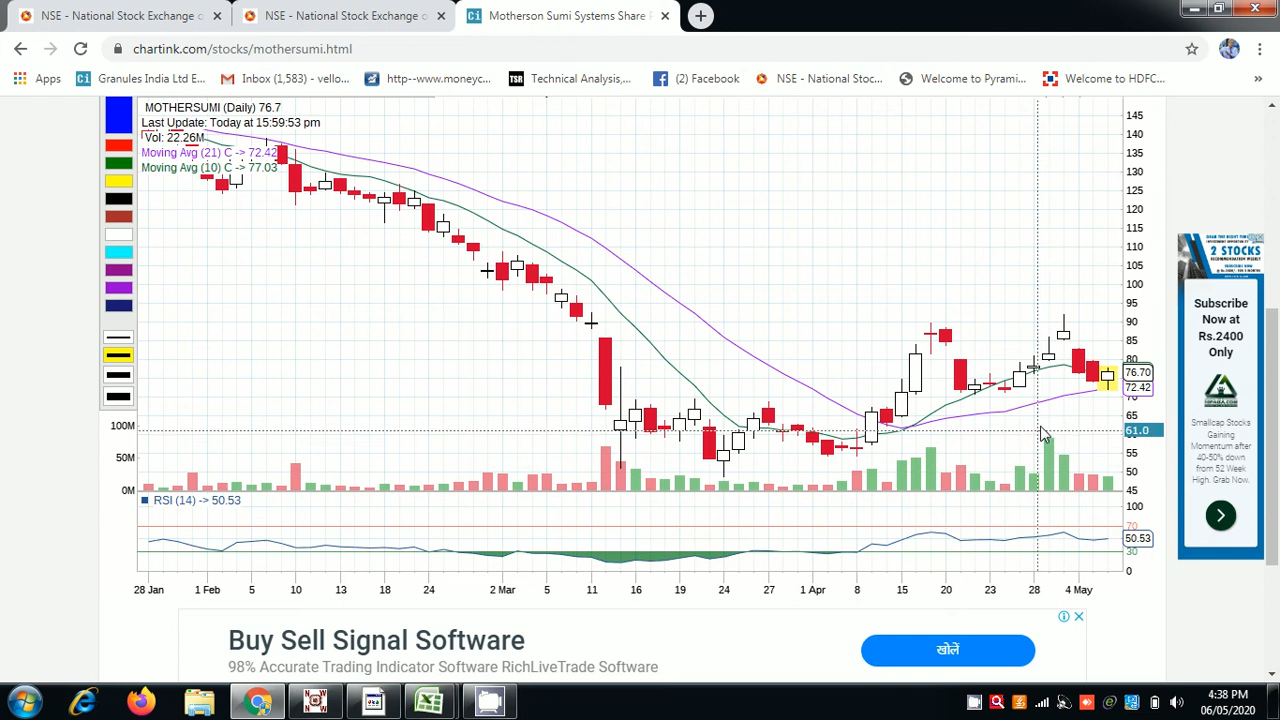 NSE - National Stock Exchange o
NSE - National Stock Exchange o
Motherson Sumi Systems Share P
chartink.com/stocks/mothersumi.html
Apps
Granules India Ltd E...
Inbox (1,583) - vello...
http--www.moneyc...
Technical Analysis,...
(2) Facebook
NSE - National Stoc...
Welcome to Pyrami...
Welcome to HDFC...
»
MOTHERSUMI (Daily) 76.7
Last Update: Today at 15:59:53 pm
Vol: 22.26M
Moving Avg (21) C -> 72.42
Moving Avg (10) C -> 77.03
145
140
135
130
125
120
115
110
105
100
95
90
85
80
76.70
72.42
65
61.0
55
50
45
100M
50M
0M
RSI (14) -> 50.53
100
70
50.53
30
0
28 Jan
1 Feb
5
10
13
18
24
2 Mar
5
11
16
19
24
27
1 Apr
8
15
20
23
28
4 May
2 STOCKS
Subscribe
Now at
Rs.2400
Only
Smallcap Stocks
Gaining
Momentum after
40-50% down
from 52 Week
High. Grab Now.
Buy Sell Signal Software
98% Accurate Trading Indicator Software RichLiveTrade Software
खोलें
4:38 PM
06/05/2020